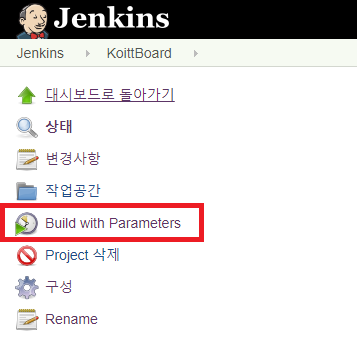 Jenkins
Jenkins KoittBoard
대시보드로 돌아가기
상태
변경사항
작업공간
Build with Parameters
Project 삭제
구성
Rename